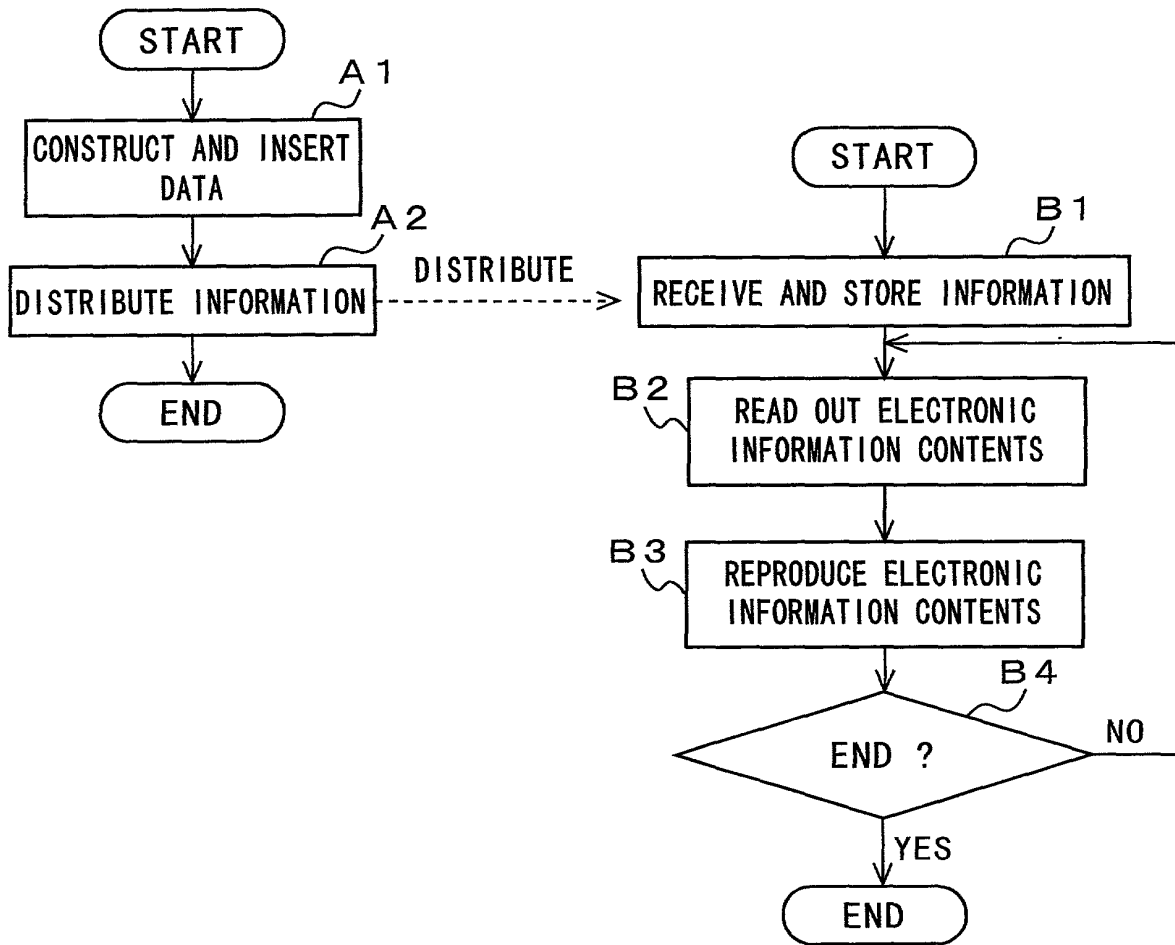 START
A1
CONSTRUCT AND INSERT
DATA
A2
DISTRIBUTE INFORMATION
DISTRIBUTE
END
START
B1
RECEIVE AND STORE INFORMATION
B2
READ OUT ELECTRONIC
INFORMATION CONTENTS
B3
REPRODUCE ELECTRONIC
INFORMATION CONTENTS
B4
END ?
NO
YES
END